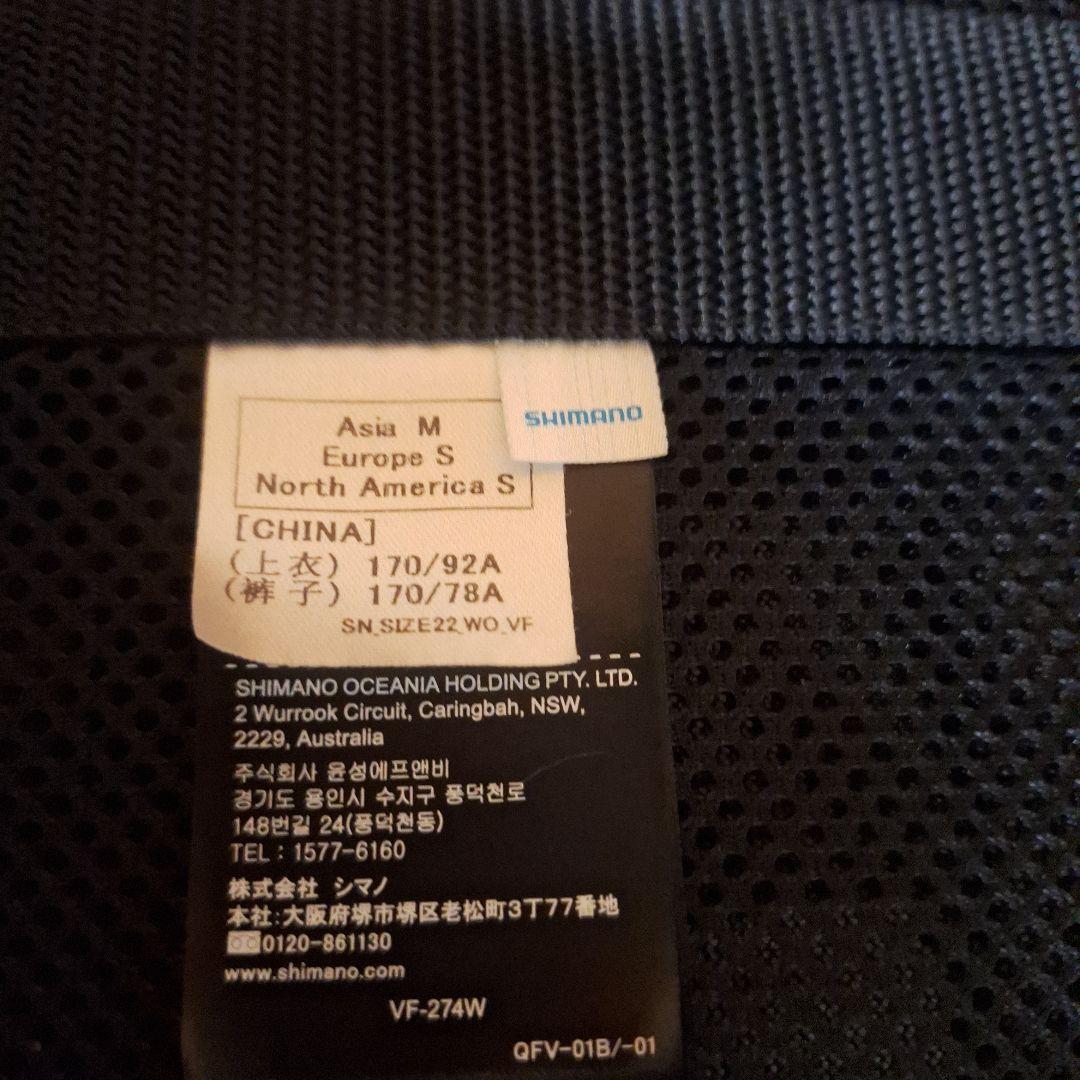 SHIMANO
Asia M
Europe S
North America S
[CHINA]
(上衣) 170/92A
(裤子) 170/78A
SN_SIZE22_WO_VF
SHIMANO OCEANIA HOLDING PTY. LTD.
2 Wurrook Circuit, Caringbah, NSW,
2229, Australia
주식회사 윤성에프앤비
경기도 용인시 수지구 풍덕천로
148번길 24(풍덕천동)
TEL : 1577-6160
株式会社 シマノ
本社:大阪府堺市堺区老松町3丁77番地
0120-861130
www.shimano.com
VF-274W
QFV-01B/-01